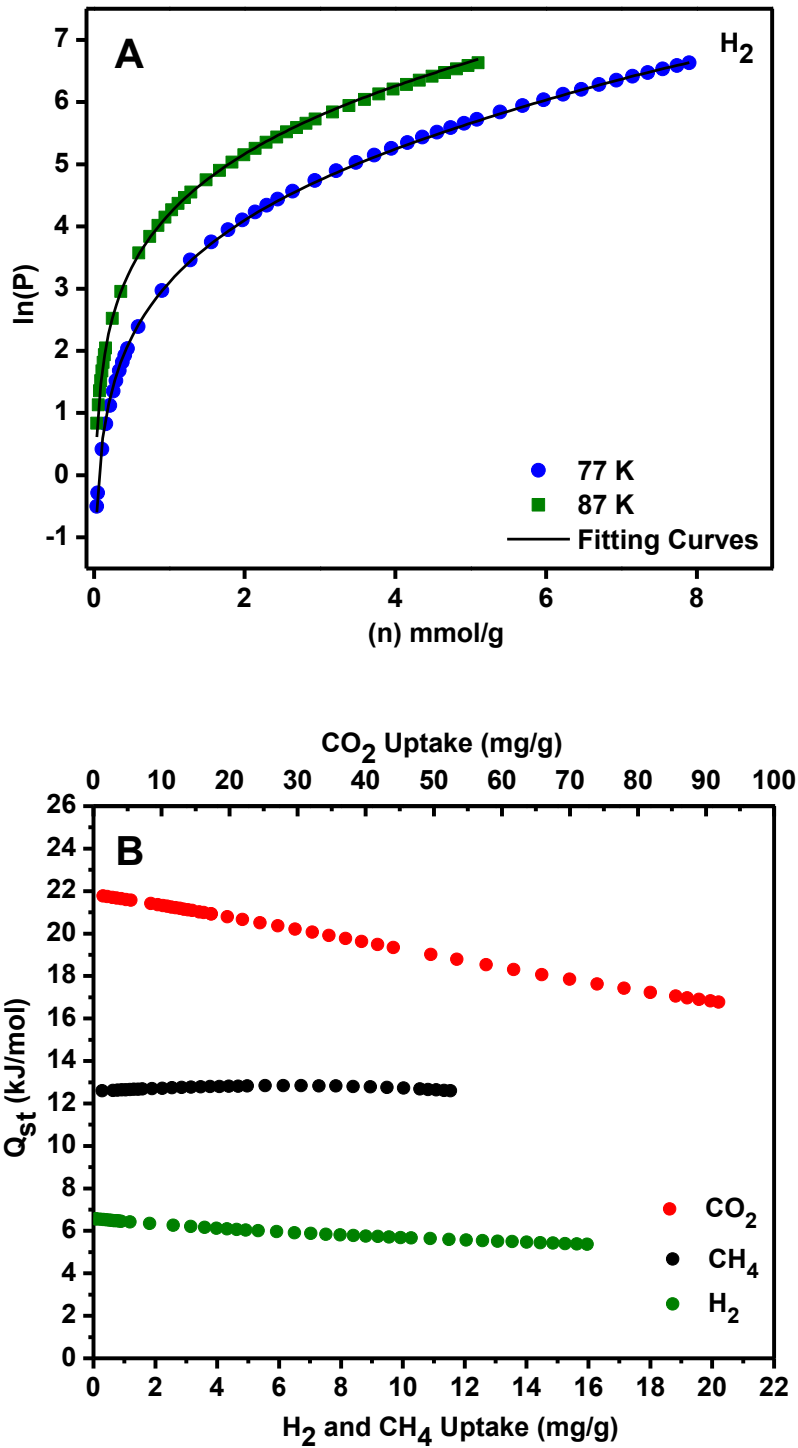 A
H2
7
6
5
4
3
2
1
0
-1
ln(P)
77 K
87 K
Fitting Curves
0 2 4 6 8
(n) mmol/g
CO2 Uptake (mg/g)
0 10 20 30 40 50 60 70 80 90 100
B
26
24
22
20
18
16
14
12
10
8
6
4
2
0
Qst (kJ/mol)
CO2
CH4
H2
0 2 4 6 8 10 12 14 16 18 20 22
H2 and CH4 Uptake (mg/g)